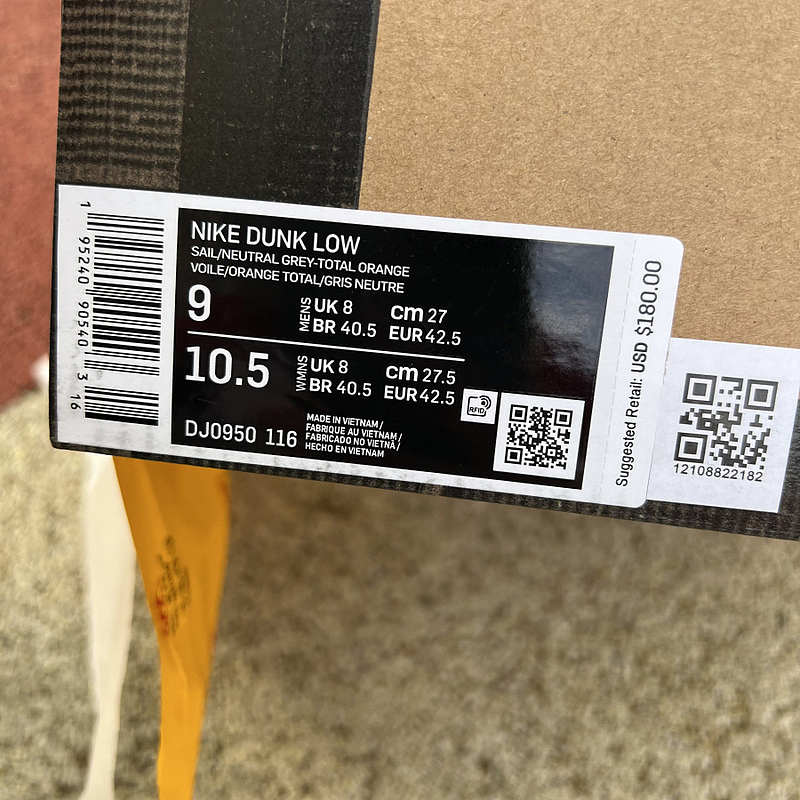 NIKE DUNK LOW
SAIL/NEUTRAL GREY-TOTAL ORANGE
VOILE/ORANGE TOTAL/GRIS NEUTRE
9
MENS
UK 8
cm 27
BR 40.5
EUR 42.5
10.5
WMNS
UK 8
cm 27.5
BR 40.5
EUR 42.5
RFID
DJ0950 116
MADE IN VIETNAM /
FABRIQUE AU VIETNAM /
FABRICADO NO VIETNÃ /
HECHO EN VIETNAM
1 95240 90540 3 16
Suggested Retail: USD $180.00
12108822182